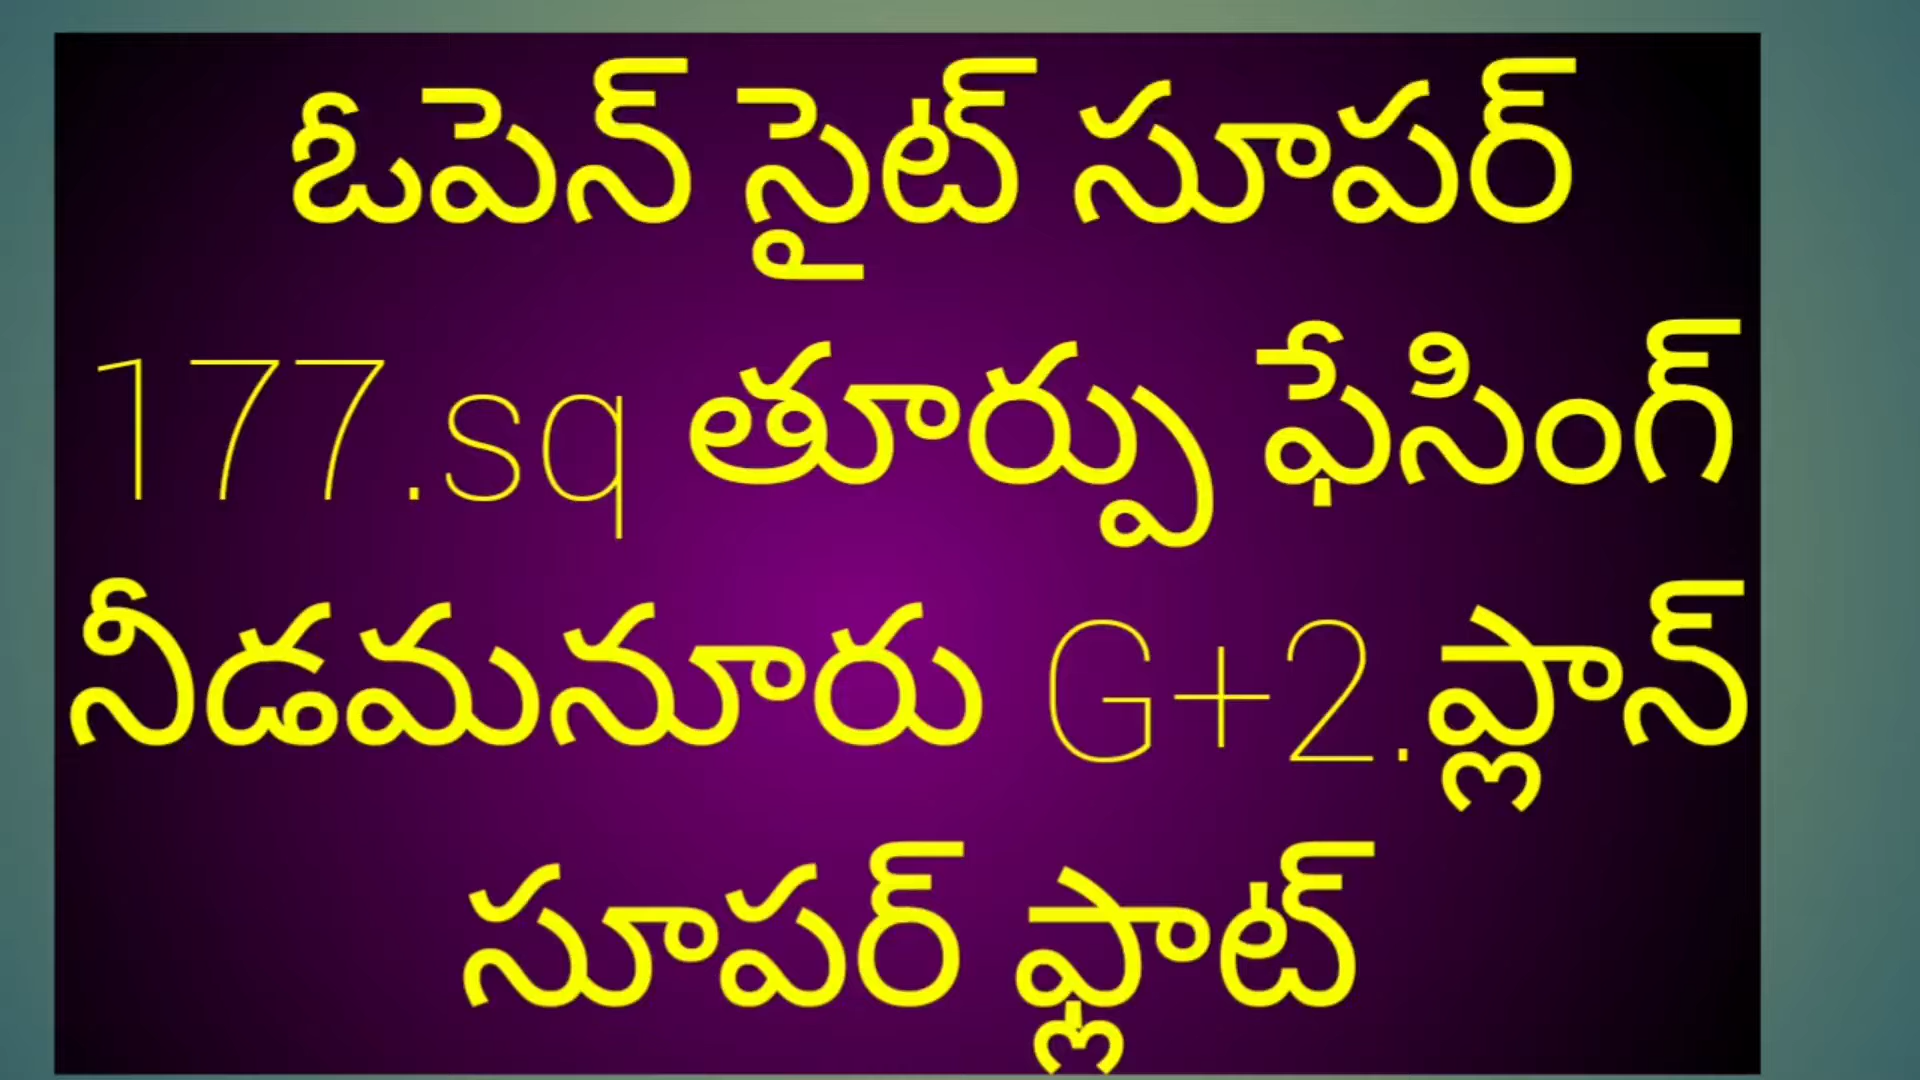 ఓపెన్ సైట్ సూపర్
177.sq తూర్పు ఫేసింగ్
నీడమనూరు G+2.ప్లాన్
సూపర్ ఫ్లాట్